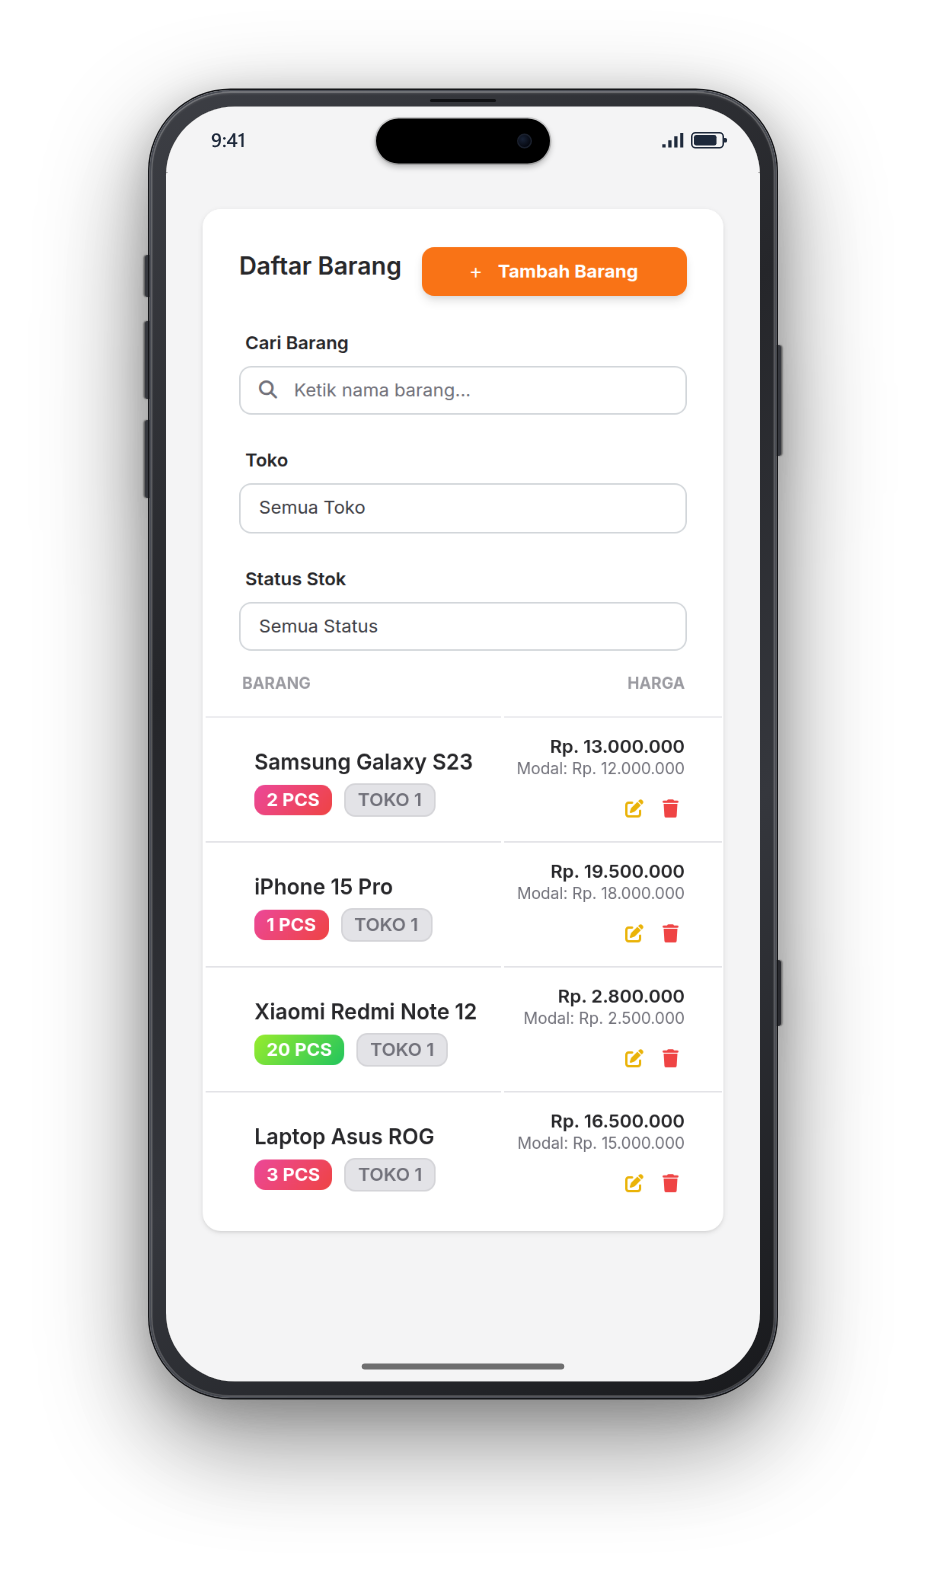 9:41
Daftar Barang
+ Tambah Barang
Cari Barang
Ketik nama barang...
Toko
Semua Toko
Status Stok
Semua Status
BARANG HARGA
Samsung Galaxy S23
Rp. 13.000.000
Modal: Rp. 12.000.000
2 PCS TOKO 1
iPhone 15 Pro
Rp. 19.500.000
Modal: Rp. 18.000.000
1 PCS TOKO 1
Xiaomi Redmi Note 12
Rp. 2.800.000
Modal: Rp. 2.500.000
20 PCS TOKO 1
Laptop Asus ROG
Rp. 16.500.000
Modal: Rp. 15.000.000
3 PCS TOKO 1